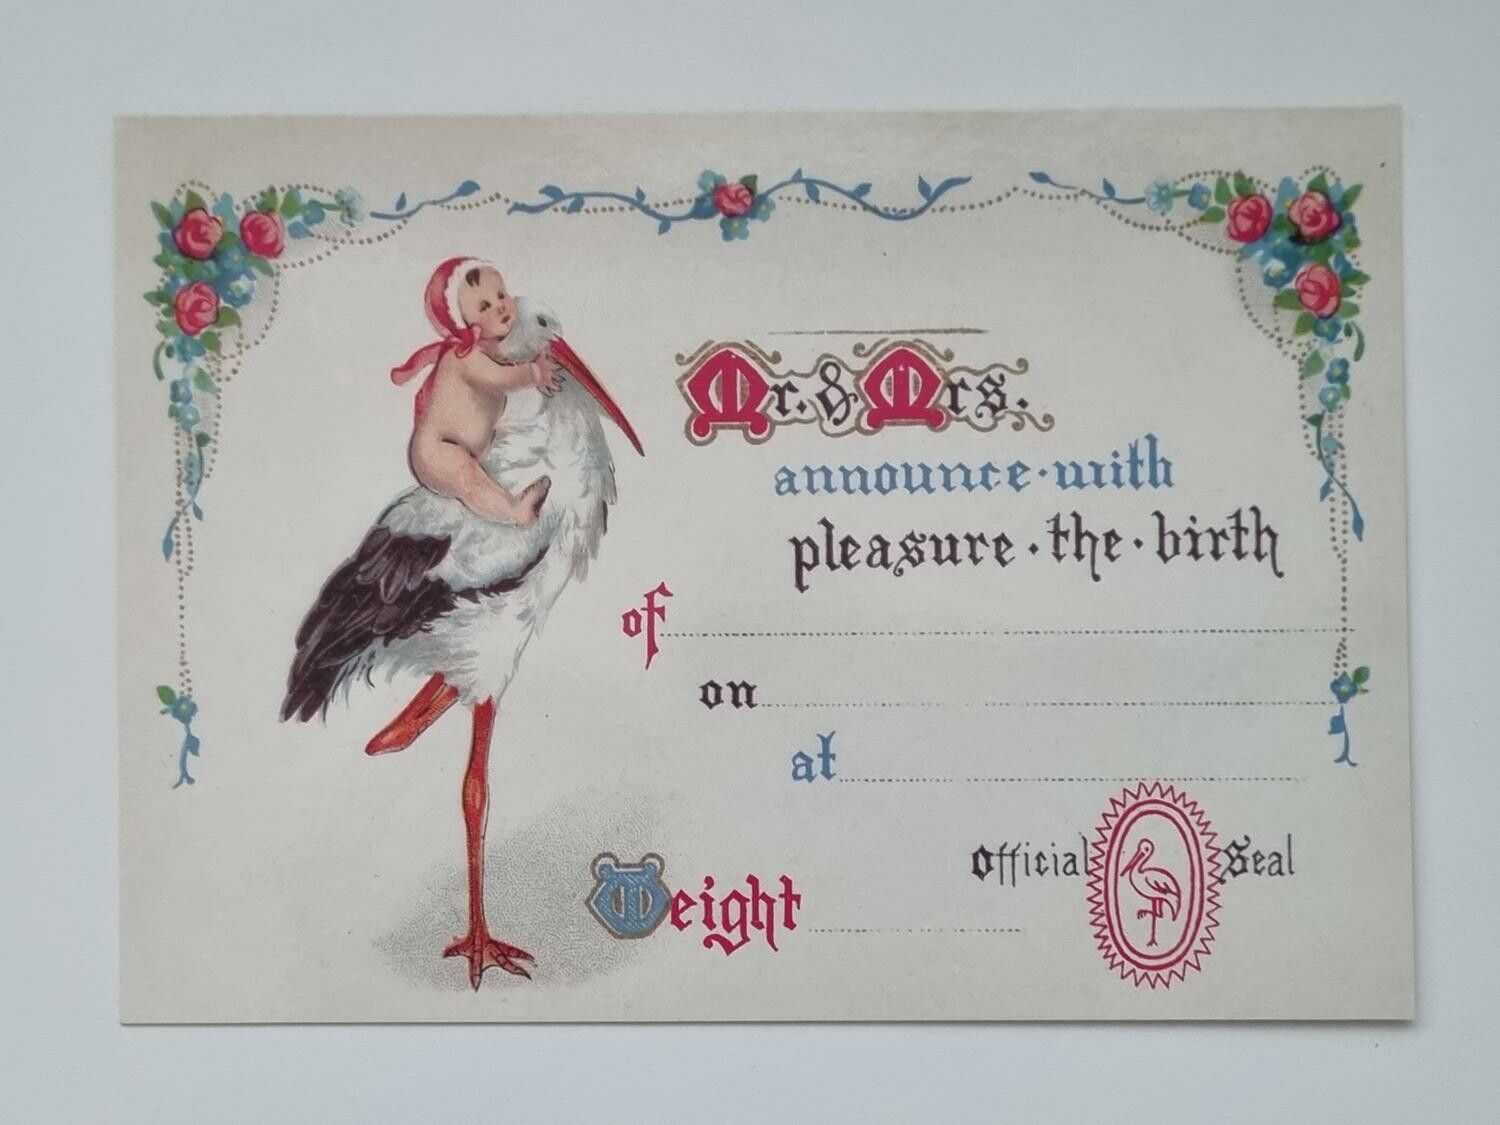 Mr. & Mrs.
announce·with
pleasure·the·birth
of
on
at
Official Seal
Weight